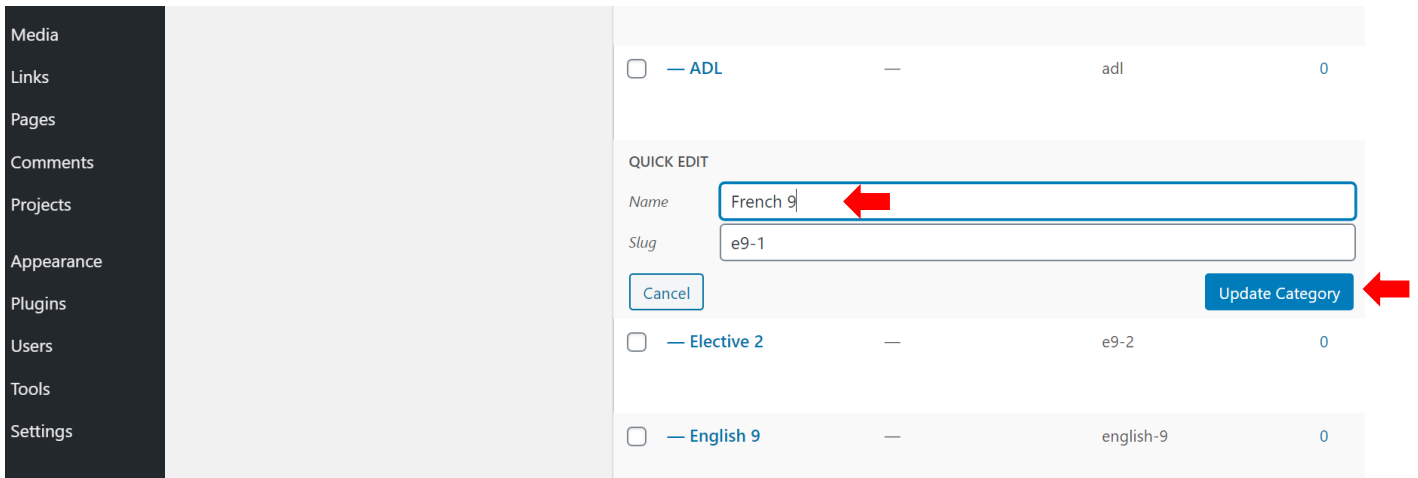 Media
Links
Pages
Comments
Projects
Appearance
Plugins
Users
Tools
Settings
— ADL — adl 0
QUICK EDIT
Name French 9
Slug e9-1
Cancel Update Category
— Elective 2 — e9-2 0
— English 9 — english-9 0